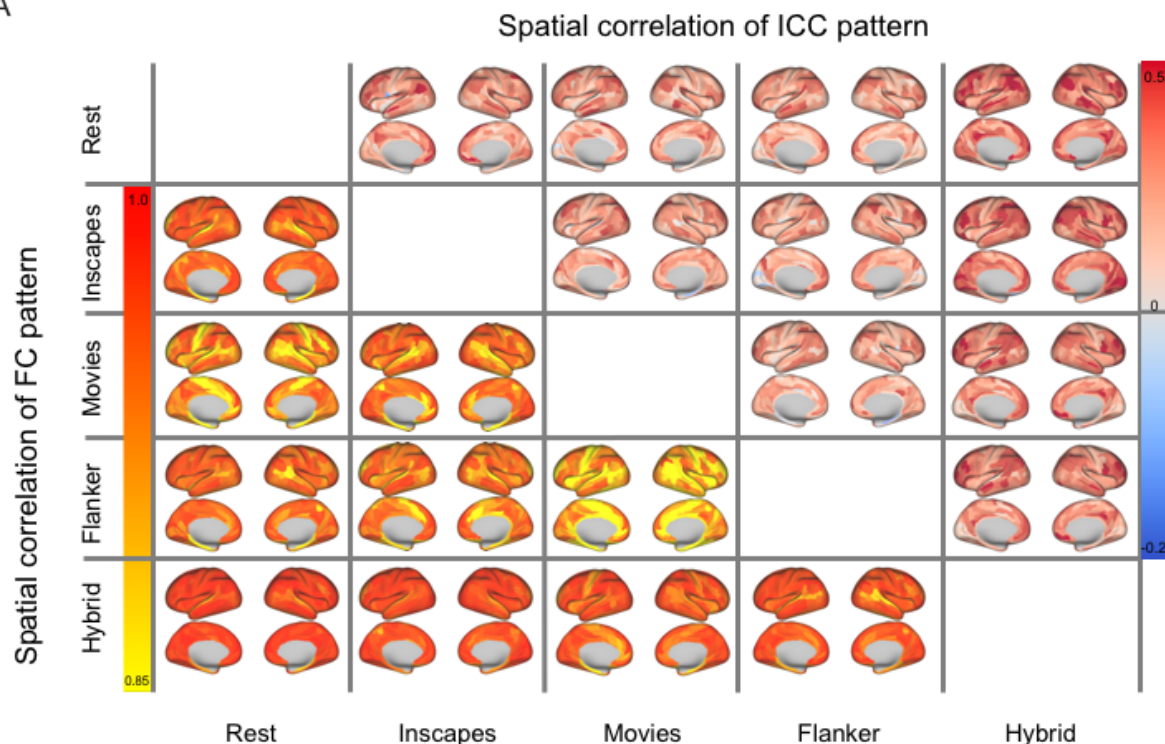 A
Spatial correlation of ICC pattern
Rest
0.5
Inscapes
1.0
0
Spatial correlation of FC pattern
Movies
Flanker
-0.2
Hybrid
0.85
Rest Inscapes Movies Flanker Hybrid